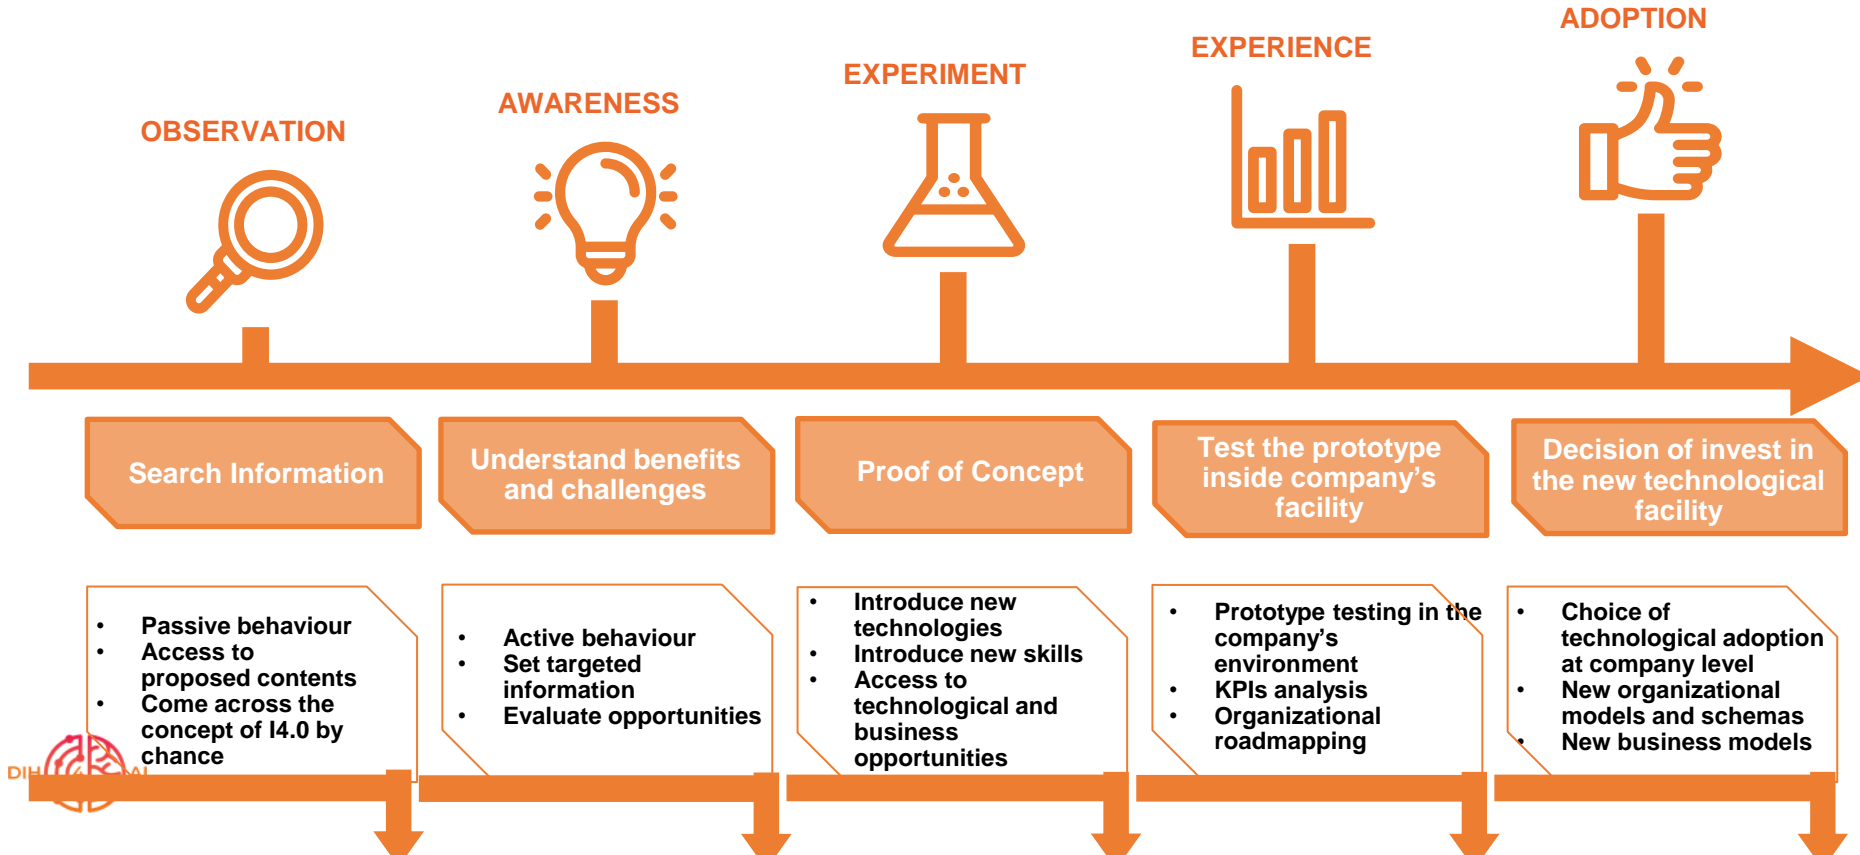 OBSERVATION
AWARENESS
EXPERIMENT
EXPERIENCE
ADOPTION
Search Information
Understand benefits
and challenges
Proof of Concept
Test the prototype
inside company's
facility
Decision of invest in
the new technological
facility
• Passive behaviour
• Access to
proposed contents
• Come across the
concept of I4.0 by
chance
• Active behaviour
• Set targeted
information
• Evaluate opportunities
• Introduce new
technologies
• Introduce new skills
• Access to
technological and
business
opportunities
• Prototype testing in the
company's
environment
• KPIs analysis
• Organizational
roadmapping
• Choice of
technological adoption
at company level
• New organizational
models and schemas
• New business models
DIH4AI